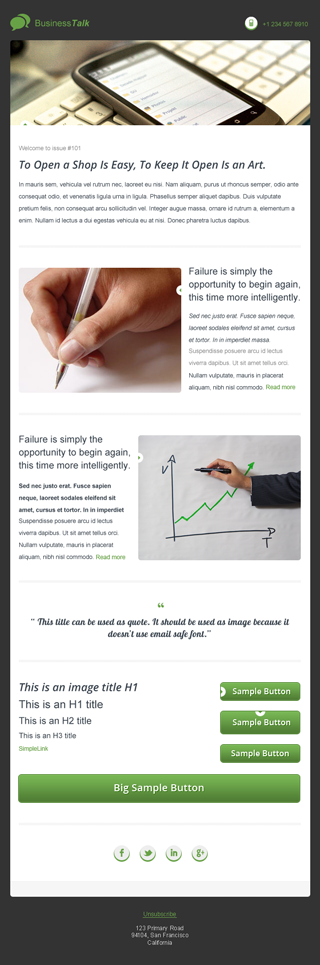 BusinessTalk
+1 234 567 8910
Welcome to issue #101
To Open a Shop Is Easy, To Keep It Open Is an Art.
In mauris sem, vehicula vel rutrum nec, laoreet eu nisi. Nam aliquam, purus ut rhoncus semper, odio ante
consequat odio, et venenatis ligula urna in ligula. Phasellus semper aliquet dapibus. Duis vulputate
pretium felis, non consequat arcu sollicitudin vel. Integer augue massa, ornare id rutrum a, elementum a
enim. Nullam id lectus a dui egestas vehicula eu at nisi. Donec pharetra luctus dapibus.
Failure is simply the
opportunity to begin again,
this time more intelligently.
Sed nec justo erat. Fusce sapien neque,
laoreet sodales eleifend sit amet, cursus
et tortor. In in imperdiet massa
Suspendisse posuere arcu id lectus
viverra dapibus. Ut sit amet tellus orci.
Nullam vulputate, mauris in placerat
aliquam, nibh nisl commodo. Read more
Failure is simply the
opportunity to begin again,
this time more intelligently.
Sed nec justo erat. Fusce sapien
neque, laoreet sodales eleifend sit
amet, cursus et tortor. In in imperdiet
Suspendisse posuere arcu id lectus
viverra dapibus. Ut sit amet tellus orci.
Nullam vulputate, mauris in placerat
aliquam, nibh nisl commodo. Read more
V
T
“
“ This title can be used as quote. It should be used as image because it
doesn't use email safe font.”
This is an image title H1
This is an H1 title
This is an H2 title
This is an H3 title
SimpleLink
Sample Button
Sample Button
Sample Button
Big Sample Button
f
in
g+
Unsubscribe
123 Primary Road
94104, San Francisco
California